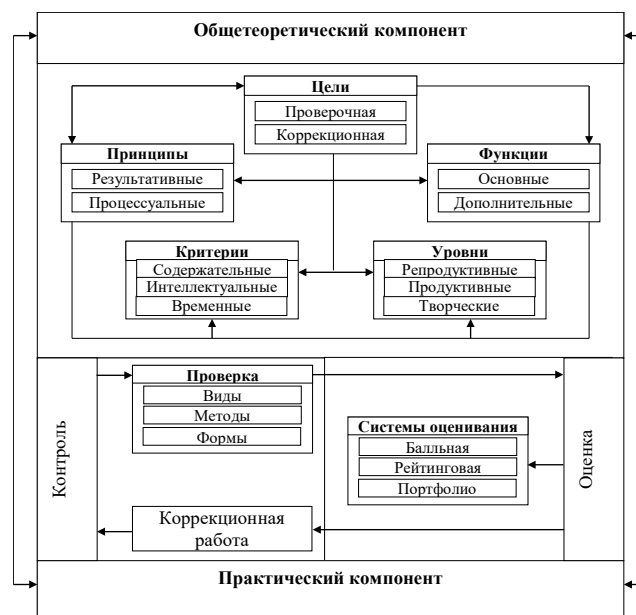 Общетеоретический компонент
Цели
Проверочная
Коррекционная
Принципы
Результативные
Процессуальные
Функции
Основные
Дополнительные
Критерии
Содержательные
Интеллектуальные
Временные
Уровни
Репродуктивные
Продуктивные
Творческие
Контроль
Проверка
Виды
Методы
Формы
Коррекционная
работа
Системы оценивания
Балльная
Рейтинговая
Портфолио
Оценка
Практический компонент